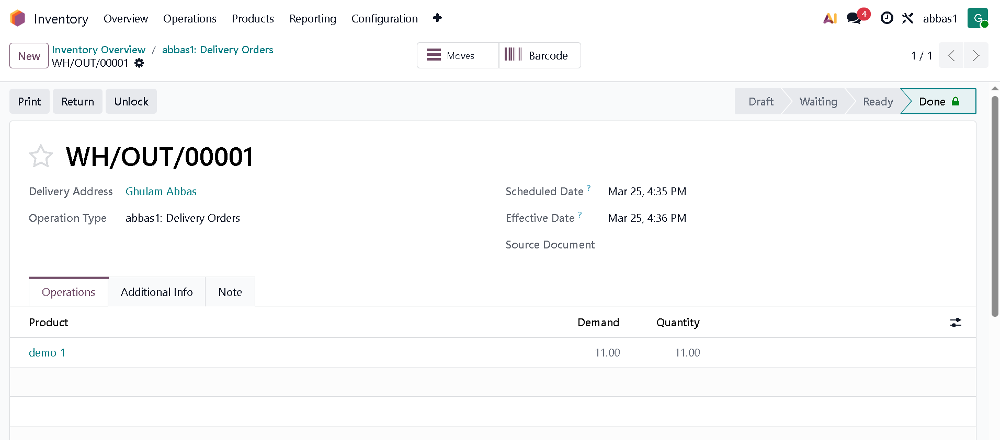 Inventory Overview Operations Products Reporting Configuration
AI 4 abbas1 G
New Inventory Overview / abbas1: Delivery Orders
WH/OUT/00001
Moves Barcode
1 / 1
Print Return Unlock
Draft Waiting Ready Done
WH/OUT/00001
Delivery Address Ghulam Abbas
Scheduled Date ? Mar 25, 4:35 PM
Operation Type abbas1: Delivery Orders
Effective Date ? Mar 25, 4:36 PM
Source Document
Operations Additional Info Note
Product Demand Quantity
demo 1 11.00 11.00